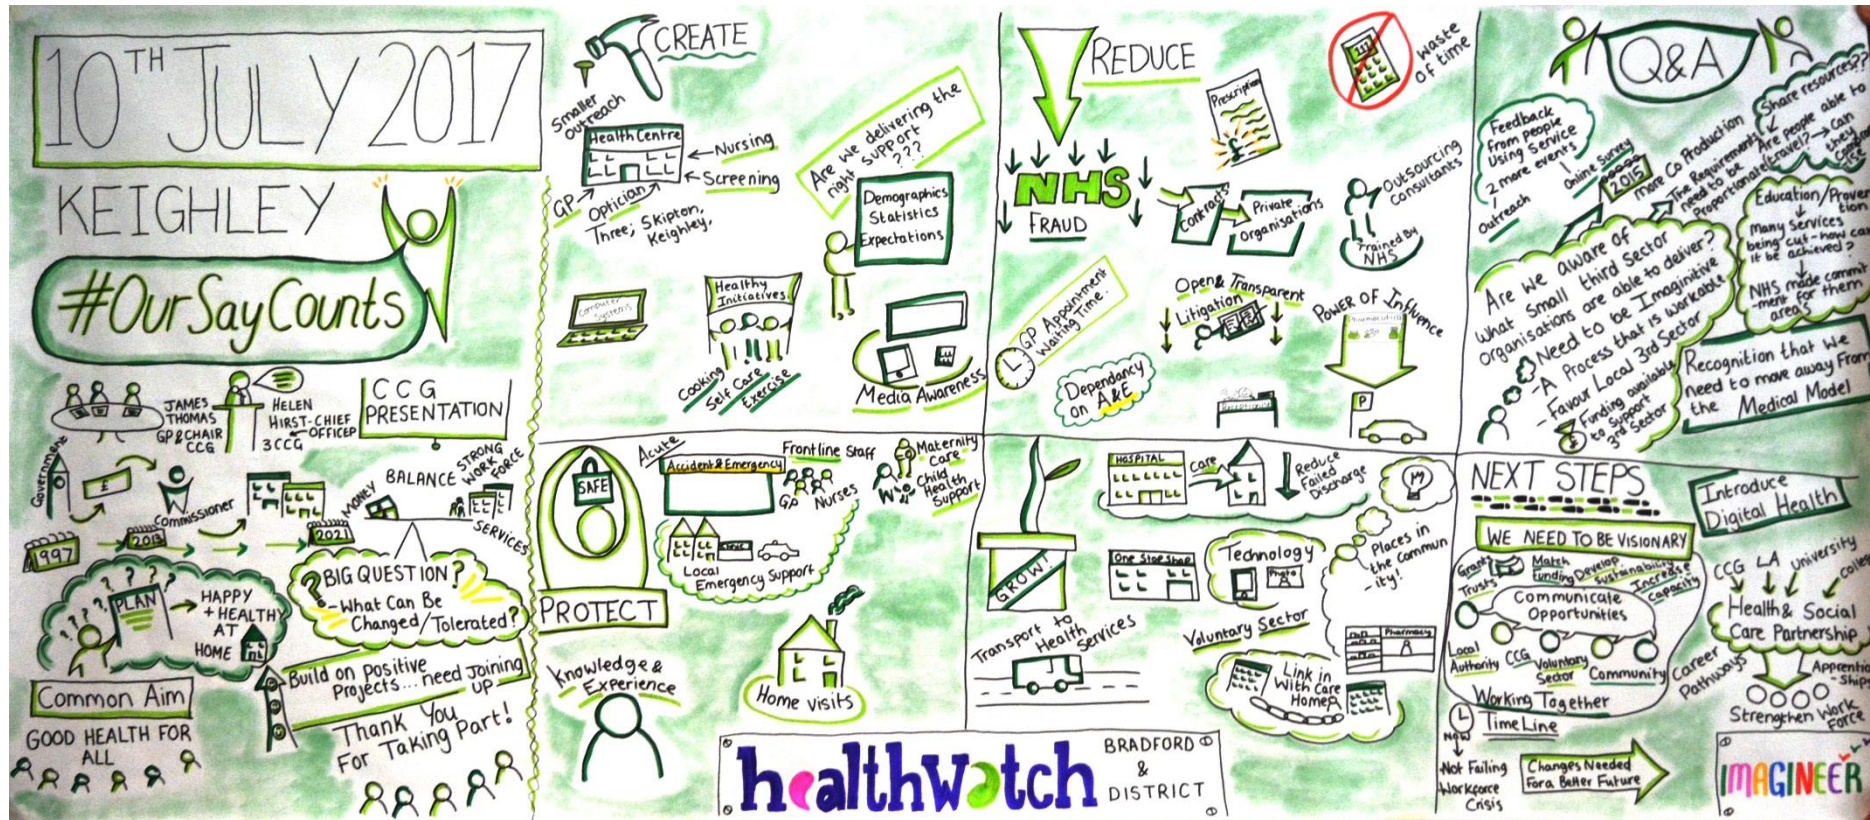 10TH JULY 2017
KEIGHLEY
#OurSayCounts
JAMES
THOMAS
GP & CHAIR
CCG
HELEN
HIRST-CHIEF
OFFICER
3CCG
CCG
PRESENTATION
Government
£
Commissioner
1997
2013
2021
MONEY
BALANCE
STRONG
WORK
FORCE
SERVICES
? ? ? ?
PLAN
HAPPY
+ HEALTHY
AT
HOME
? BIG QUESTION ?
-What Can Be
Changed/Tolerated?
Common Aim
GOOD HEALTH FOR
ALL
Build on positive
Projects... need Joining
up
Thank You
For Taking Part!
CREATE
Smaller
outreach
Health Centre
Nursing
Screening
GP
Optician
Three; Skipton,
Keighley,
Are we delivering the
right support
???
Demographics
Statistics
Expectations
Computer
Systems
Healthy
Initiatives
Cooking
Self Care
Exercise
Media Awareness
REDUCE
Prescription
£
111
Waste
of time
NHS
FRAUD
Contracts
Private
Organisations
Outsourcing
consultants
Trained By
NHS
GP Appointment
Waiting Time.
Open & Transparent
Litigation
Power of Influence
Dependancy
on A&E
P
Q&A
Feedback
From people
Using Service
2 more events
Outreach
Online Survey
2015
more Co Production
The Requirements
need to be
Proportionate
Share resources??
Are people able to
travel? → Can
they
Education/Preven
tion
Many Services
being cut - how can
it be achieved?
NHS made commit
-ment for them
areas
Are we aware of
what small third Sector
organisations are able to deliver?
Need to be Imaginitive
-A Process that is workable
-Favour Local 3rd Sector
Funding available
to support
3rd Sector
Recognition that We
need to move away From
the Medical Model
PROTECT
SAFE
Acute
Accident & Emergency
Frontline Staff
GP
Nurses
Maternity
Care
Child
Health
Support
Local
Emergency Support
Knowledge &
Experience
Home visits
GROW!
HOSPITAL
Care
Reduce
Failed
Discharge
Places in
the commun
-ity!
One Stop Shop
Technology
Photo
Transport to
Health
Services
Voluntary Sector
Pharmacy
Link in
With Care
Homes
NEXT STEPS
WE NEED TO BE VISIONARY
Grants
Trusts
Match
Funding
Develop
sustainability
Increase
capacity
Communicate
Opportunities
Local
Authority
CCG
Voluntary
Sector
Community
Working Together
Introduce
Digital Health
CCG LA University
Health & Social
Care Partnership
Career
Pathways
Apprentic
-ships
Strengthen Work
Force
Time Line
NOW
Not Failing
Workforce
Crisis
Changes Needed
For a Better Future
healthwatch
BRADFORD
&
DISTRICT
IMAGINEER